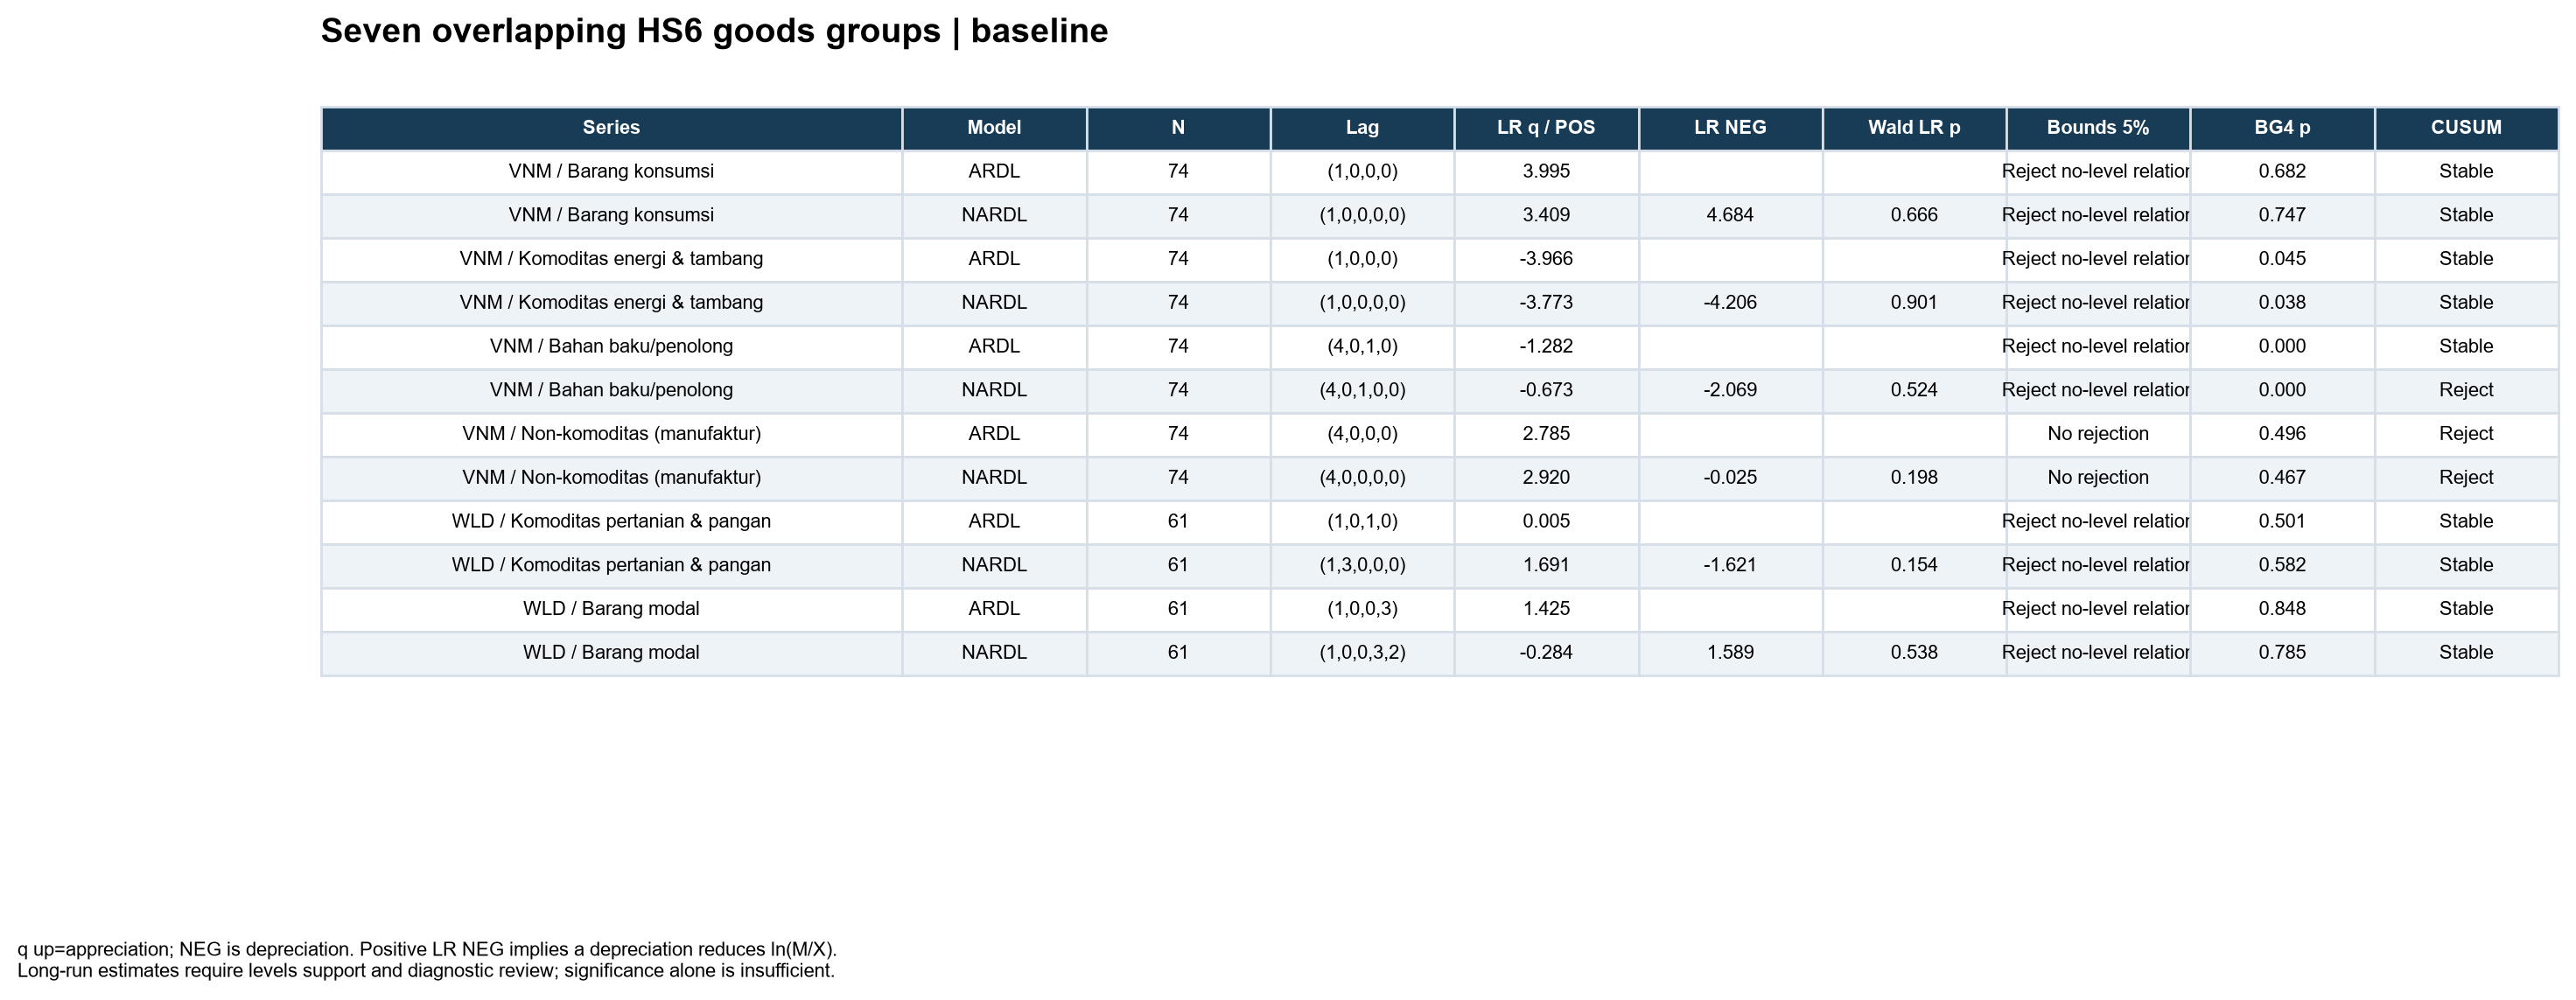 Seven overlapping HS6 goods groups | baseline
Series Model N Lag LR q / POS LR NEG Wald LR p Bounds 5% BG4 p CUSUM
VNM / Barang konsumsi ARDL 74 (1,0,0,0) 3.995 Reject no-level relation 0.682 Stable
VNM / Barang konsumsi NARDL 74 (1,0,0,0,0) 3.409 4.684 0.666 Reject no-level relation 0.747 Stable
VNM / Komoditas energi & tambang ARDL 74 (1,0,0,0) -3.966 Reject no-level relation 0.045 Stable
VNM / Komoditas energi & tambang NARDL 74 (1,0,0,0,0) -3.773 -4.206 0.901 Reject no-level relation 0.038 Stable
VNM / Bahan baku/penolong ARDL 74 (4,0,1,0) -1.282 Reject no-level relation 0.000 Stable
VNM / Bahan baku/penolong NARDL 74 (4,0,1,0,0) -0.673 -2.069 0.524 Reject no-level relation 0.000 Reject
VNM / Non-komoditas (manufaktur) ARDL 74 (4,0,0,0) 2.785 No rejection 0.496 Reject
VNM / Non-komoditas (manufaktur) NARDL 74 (4,0,0,0,0) 2.920 -0.025 0.198 No rejection 0.467 Reject
WLD / Komoditas pertanian & pangan ARDL 61 (1,0,1,0) 0.005 Reject no-level relation 0.501 Stable
WLD / Komoditas pertanian & pangan NARDL 61 (1,3,0,0,0) 1.691 -1.621 0.154 Reject no-level relation 0.582 Stable
WLD / Barang modal ARDL 61 (1,0,0,3) 1.425 Reject no-level relation 0.848 Stable
WLD / Barang modal NARDL 61 (1,0,0,3,2) -0.284 1.589 0.538 Reject no-level relation 0.785 Stable
q up=appreciation; NEG is depreciation. Positive LR NEG implies a depreciation reduces ln(M/X).
Long-run estimates require levels support and diagnostic review; significance alone is insufficient.